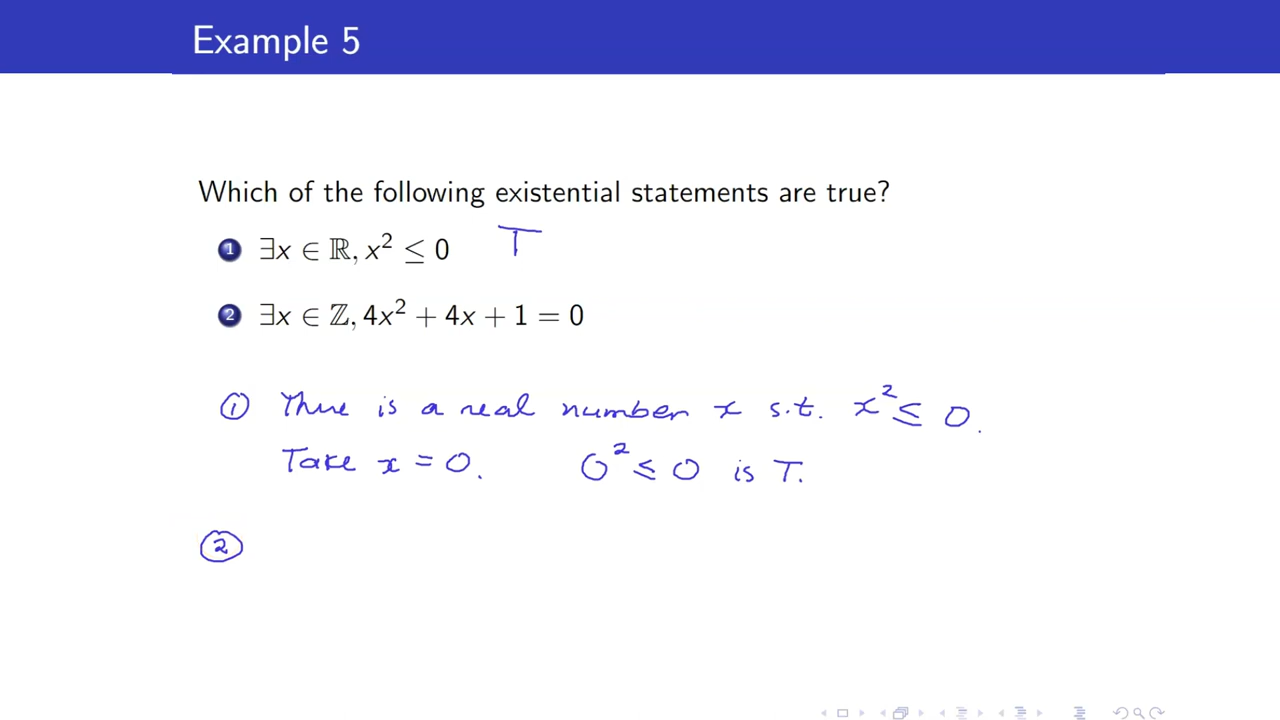 Example 5
Which of the following existential statements are true?
1 ∃x ∈ ℝ, x² ≤ 0 T
2 ∃x ∈ ℤ, 4x² + 4x + 1 = 0
① There is a real number x s.t. x² ≤ 0.
Take x = 0. 0² ≤ 0 is T.
②